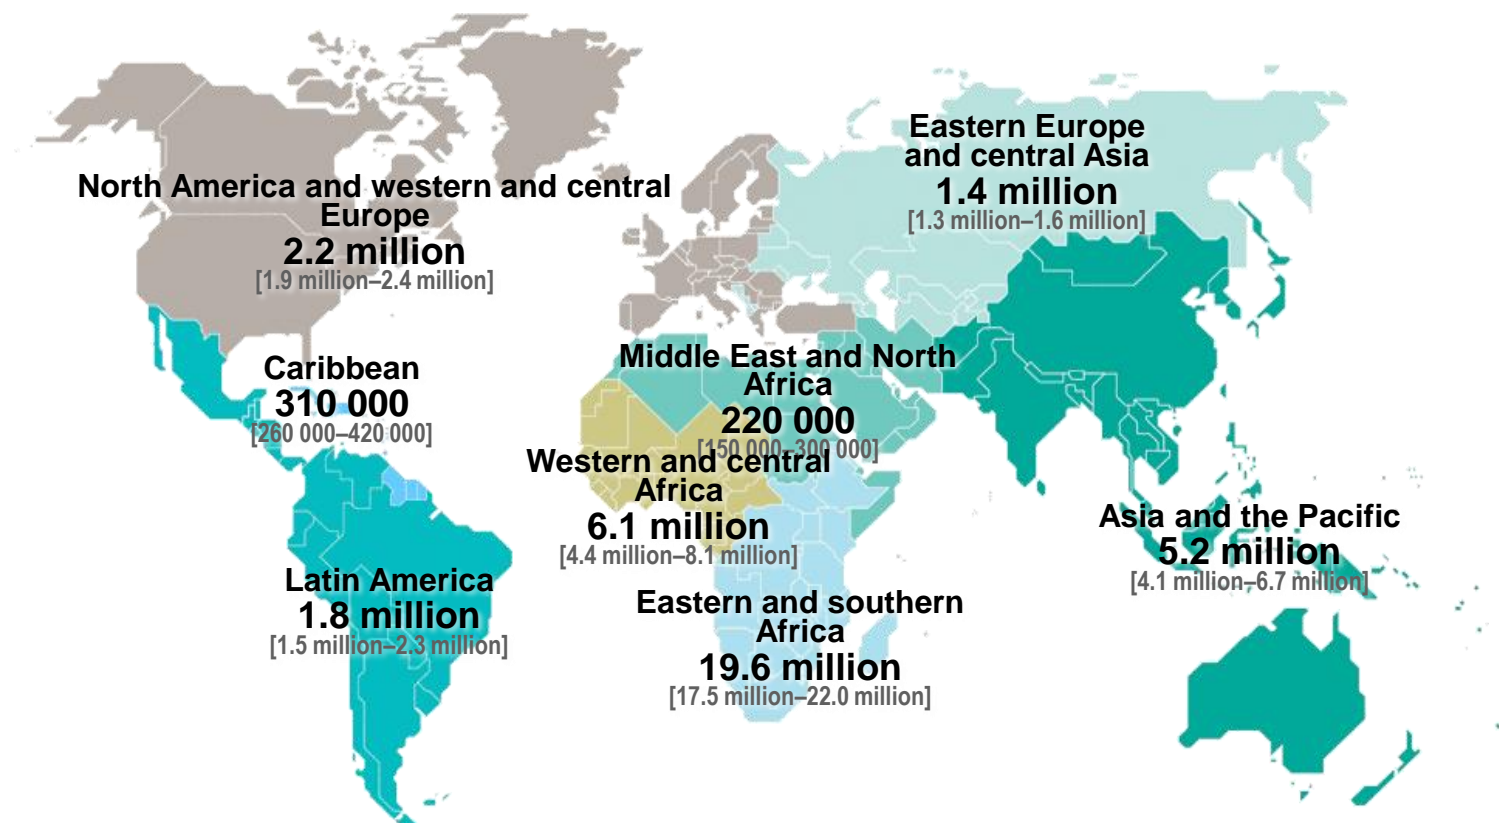 Eastern Europe
and central Asia
1.4 million
[1.3 million–1.6 million]
North America and western and central
Europe
2.2 million
[1.9 million–2.4 million]
Middle East and North
Africa
220 000
[150 000–300 000]
Caribbean
310 000
[260 000–420 000]
Western and central
Africa
6.1 million
[4.4 million–8.1 million]
Asia and the Pacific
5.2 million
[4.1 million–6.7 million]
Latin America
1.8 million
[1.5 million–2.3 million]
Eastern and southern
Africa
19.6 million
[17.5 million–22.0 million]